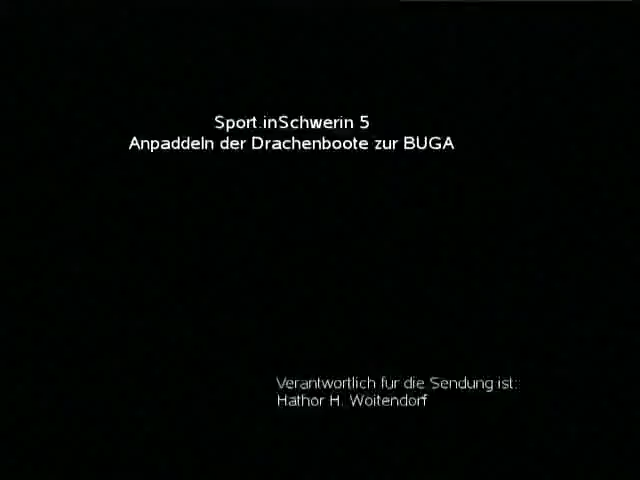 Sport.inSchwerin 5
Anpaddeln der Drachenboote zur BUGA
Verantwortlich für die Sendung ist:
Hathor H. Woitendorf